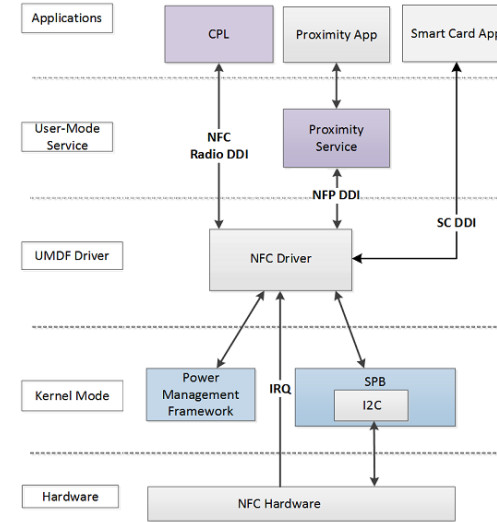 Applications
CPL
Proximity App
Smart Card App
User-Mode
Service
NFC
Radio DDI
Proximity
Service
NFP DDI
SC DDI
UMDF Driver
NFC Driver
Kernel Mode
Power
Management
Framework
IRQ
SPB
I2C
Hardware
NFC Hardware